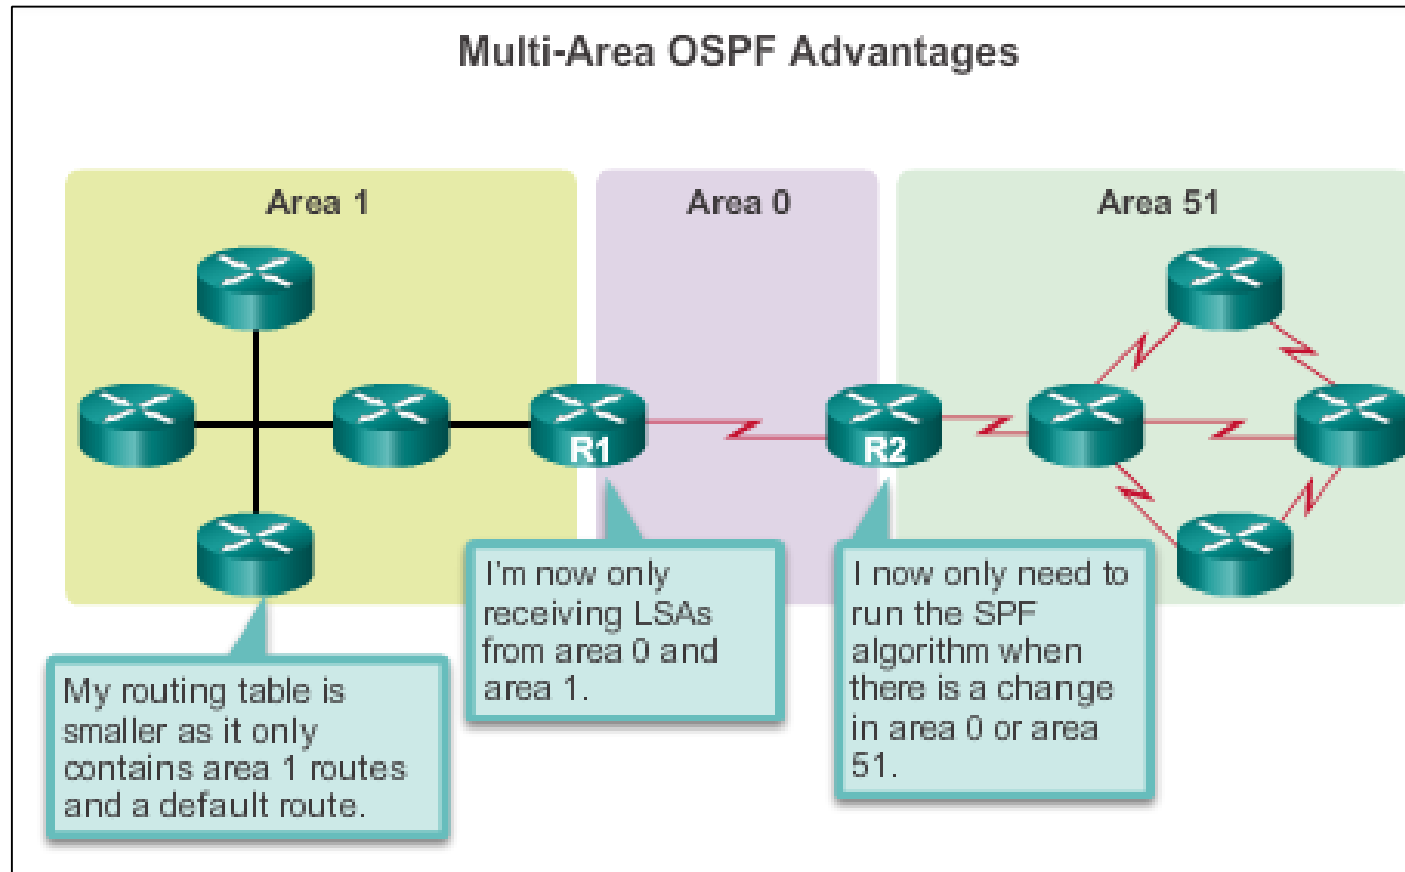 Multi-Area OSPF Advantages
Area 1
Area 0
Area 51
R1
R2
I'm now only
receiving LSAs
from area 0 and
area 1.
I now only need to
run the SPF
algorithm when
there is a change
in area 0 or area
51.
My routing table is
smaller as it only
contains area 1 routes
and a default route.